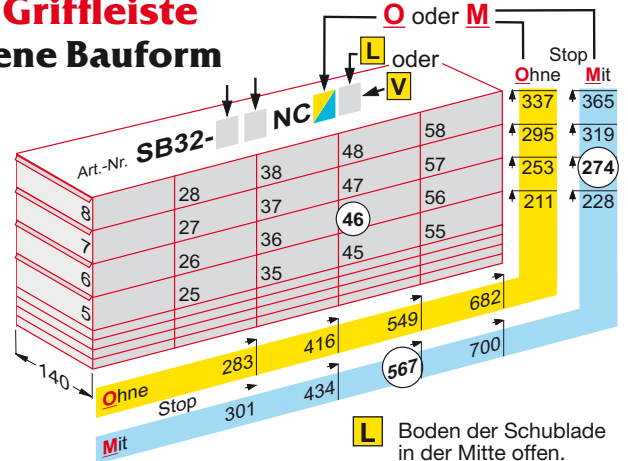 Griffleiste
ene Bauform
O oder M
L oder
V
Stop
Ohne Mit
Art.-Nr. SB32- NC
337 365
295 319
253 274
211 228
28 38 48 58
27 37 47 57
26 36 46 56
25 35 45 55
8
7
6
5
140
Ohne 283 416 549 682
Stop
Mit 301 434 567 700
L Boden der Schublade
in der Mitte offen.